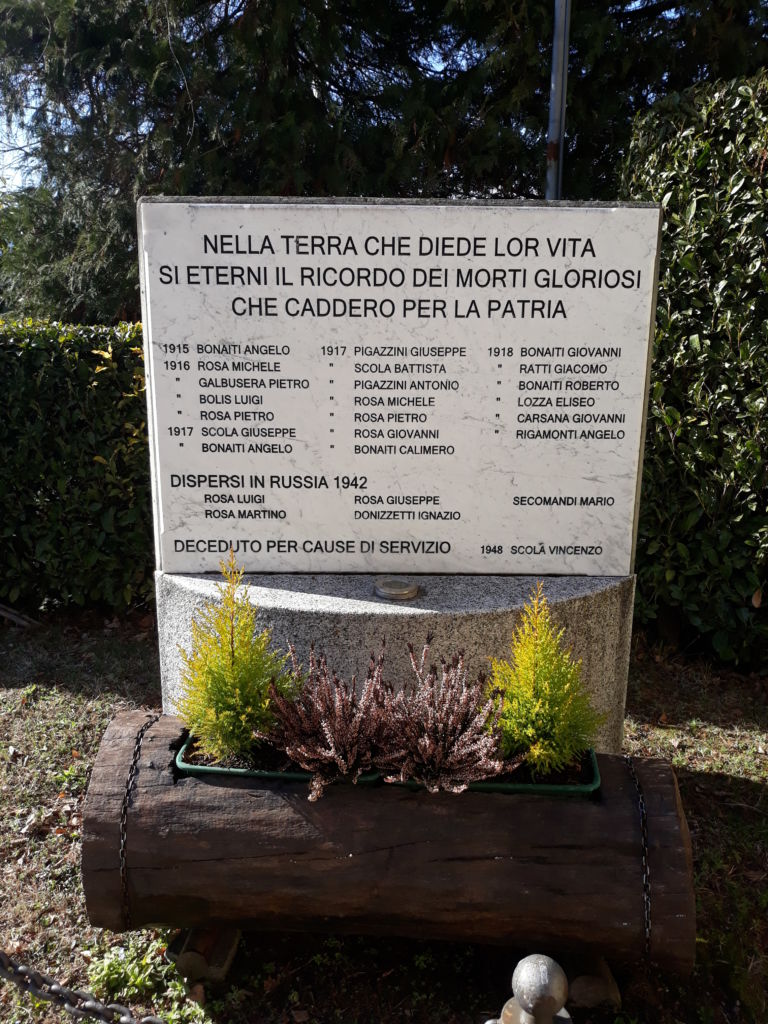 NELLA TERRA CHE DIEDE LOR VITA
SI ETERNI IL RICORDO DEI MORTI GLORIOSI
CHE CADDERO PER LA PATRIA
1915 BONAITI ANGELO
1916 ROSA MICHELE
" GALBUSERA PIETRO
" BOLIS LUIGI
" ROSA PIETRO
1917 SCOLA GIUSEPPE
" BONAITI ANGELO
1917 PIGAZZINI GIUSEPPE
" SCOLA BATTISTA
" PIGAZZINI ANTONIO
" ROSA MICHELE
" ROSA PIETRO
" ROSA GIOVANNI
" BONAITI CALIMERO
1918 BONAITI GIOVANNI
" RATTI GIACOMO
" BONAITI ROBERTO
" LOZZA ELISEO
" CARSANA GIOVANNI
" RIGAMONTI ANGELO
DISPERSI IN RUSSIA 1942
ROSA LUIGI
ROSA MARTINO
ROSA GIUSEPPE
DONIZZETTI IGNAZIO
SECOMANDI MARIO
DECEDUTO PER CAUSE DI SERVIZIO 1948 SCOLA VINCENZO